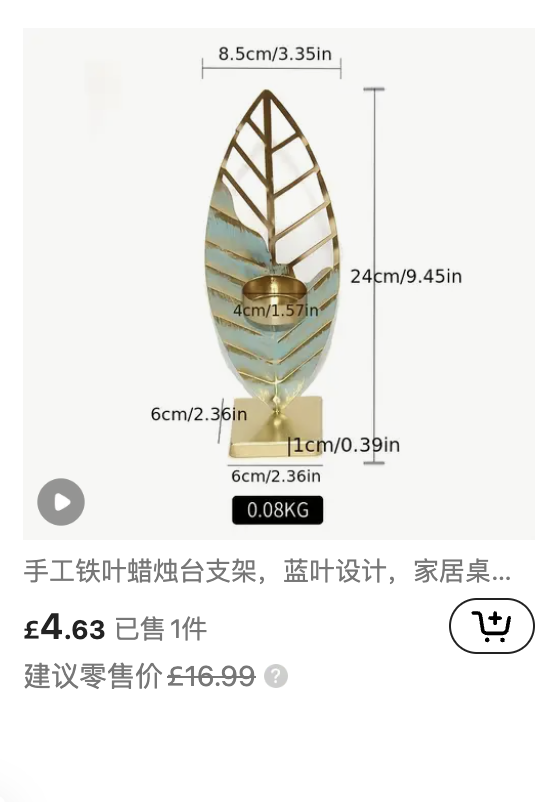 8.5cm/3.35in
24cm/9.45in
4cm/1.57in
6cm/2.36in
1cm/0.39in
6cm/2.36in
0.08KG
手工铁叶蜡烛台支架，蓝叶设计，家居桌...
£4.63 已售1件
建议零售价 £16.99 ?